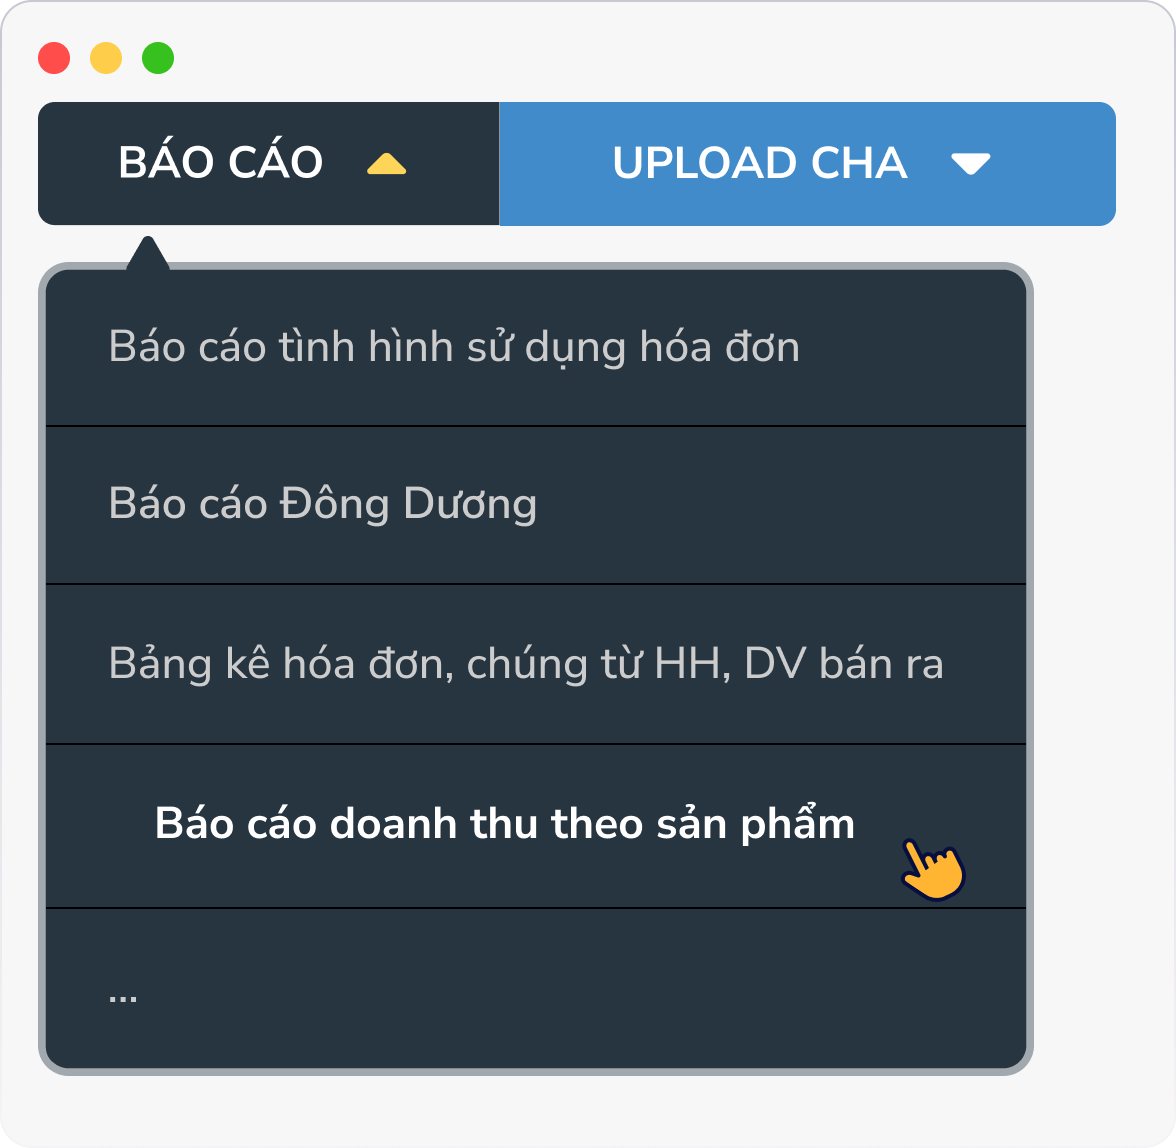 BÁO CÁO
UPLOAD CHA
Báo cáo tình hình sử dụng hóa đơn
Báo cáo Đông Dương
Bảng kê hóa đơn, chúng từ HH, DV bán ra
Báo cáo doanh thu theo sản phẩm
...